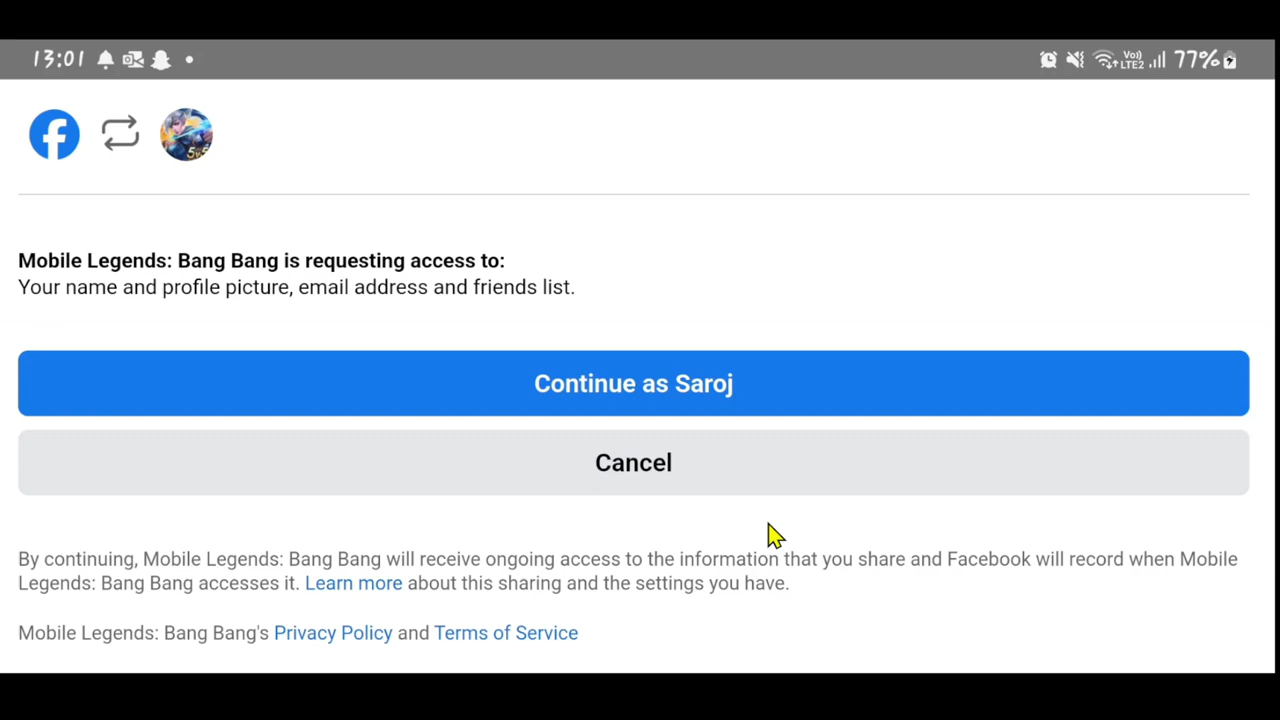 13:01 Vo) LTE2 77%
5v5
Mobile Legends: Bang Bang is requesting access to:
Your name and profile picture, email address and friends list.
Continue as Saroj
Cancel
By continuing, Mobile Legends: Bang Bang will receive ongoing access to the information that you share and Facebook will record when Mobile
Legends: Bang Bang accesses it. Learn more about this sharing and the settings you have.
Mobile Legends: Bang Bang's Privacy Policy and Terms of Service